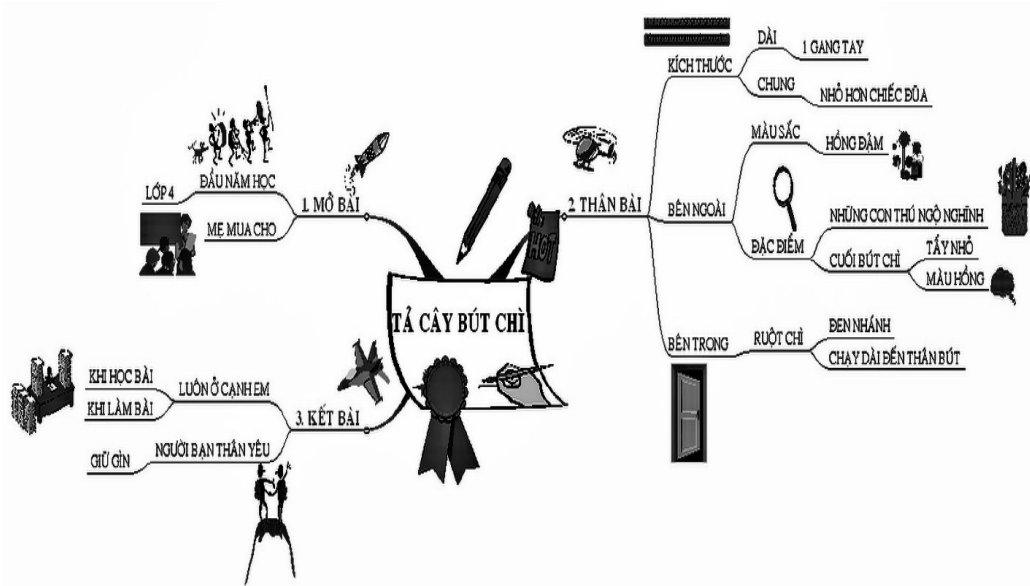 TẢ CÂY BÚT CHÌ
1. MỞ BÀI
ĐẦU NĂM HỌC
LỚP 4
MẸ MUA CHO
2. THÂN BÀI
KÍCH THƯỚC
DÀI
1 GANG TAY
CHUNG
NHỎ HƠN CHIẾC ĐŨA
BÊN NGOÀI
MÀU SẮC
HỒNG ĐẬM
ĐẶC ĐIỂM
NHỮNG CON THÚ NGỘ NGHĨNH
CUỐI BÚT CHÌ
TẨY NHỎ
MÀU HỒNG
BÊN TRONG
RUỘT CHÌ
ĐEN NHÁNH
CHẠY DÀI ĐẾN THÂN BÚT
3. KẾT BÀI
LUÔN Ở CẠNH EM
KHI HỌC BÀI
KHI LÀM BÀI
NGƯỜI BẠN THÂN YÊU
GIỮ GÌN
HOT